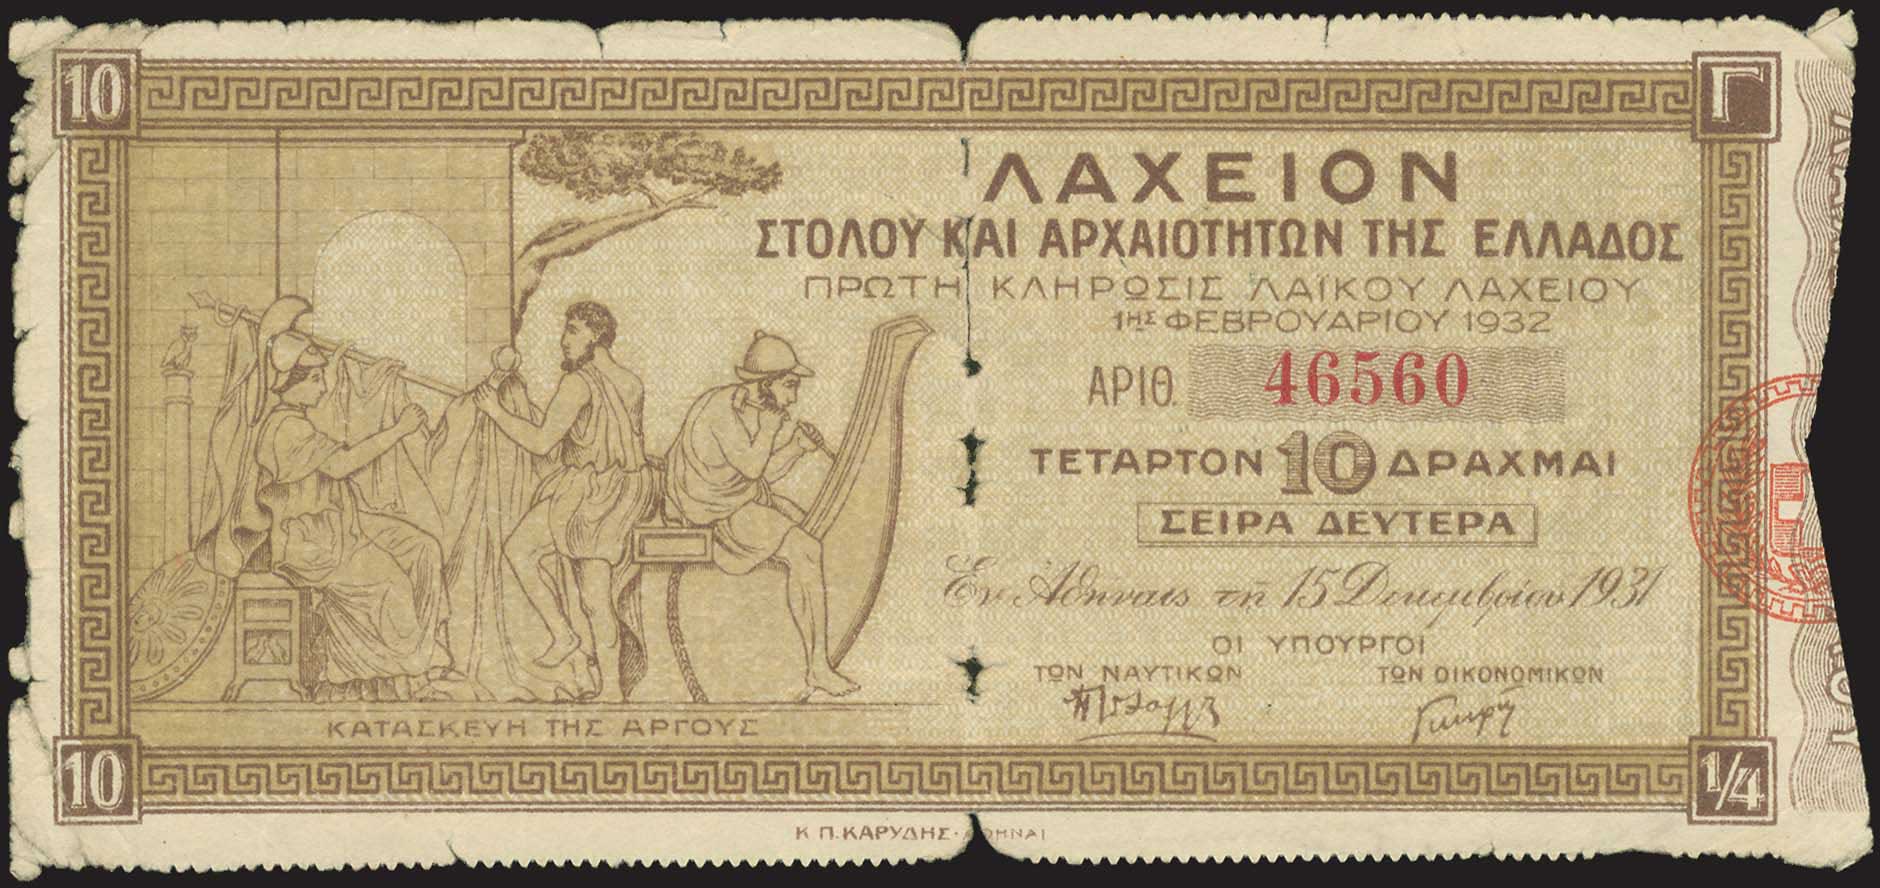 10
Γ
ΛΑΧΕΙΟΝ
ΣΤΟΛΟΥ ΚΑΙ ΑΡΧΑΙΟΤΗΤΩΝ ΤΗΣ ΕΛΛΑΔΟΣ
ΠΡΩΤΗ ΚΛΗΡΩΣΙΣ ΛΑΪΚΟΥ ΛΑΧΕΙΟΥ
1ΗΣ ΦΕΒΡΟΥΑΡΙΟΥ 1932
ΑΡΙΘ. 46560
ΤΕΤΑΡΤΟΝ 10 ΔΡΑΧΜΑΙ
ΣΕΙΡΑ ΔΕΥΤΕΡΑ
Ἐν Ἀθήναις τῇ 15 Δεκεμβρίου 1931
ΟΙ ΥΠΟΥΡΓΟΙ
ΤΩΝ ΝΑΥΤΙΚΩΝ ΤΩΝ ΟΙΚΟΝΟΜΙΚΩΝ
ΚΑΤΑΣΚΕΥΗ ΤΗΣ ΑΡΓΟΥΣ
10
1/4
Κ.Π.ΚΑΡΥΔΗΣ·ΑΘΗΝΑΙ